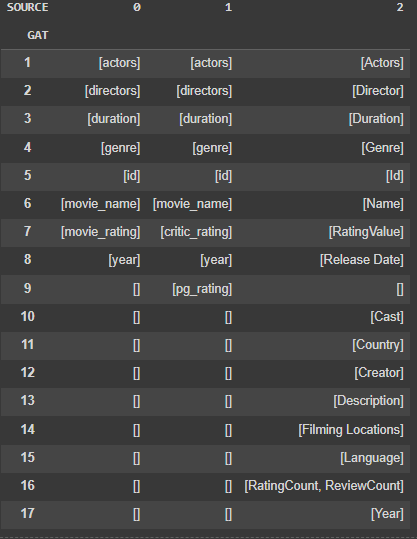 SOURCE 0 1 2
GAT
1 [actors] [actors] [Actors]
2 [directors] [directors] [Director]
3 [duration] [duration] [Duration]
4 [genre] [genre] [Genre]
5 [id] [id] [Id]
6 [movie_name] [movie_name] [Name]
7 [movie_rating] [critic_rating] [RatingValue]
8 [year] [year] [Release Date]
9 [] [pg_rating] []
10 [] [] [Cast]
11 [] [] [Country]
12 [] [] [Creator]
13 [] [] [Description]
14 [] [] [Filming Locations]
15 [] [] [Language]
16 [] [] [RatingCount, ReviewCount]
17 [] [] [Year]